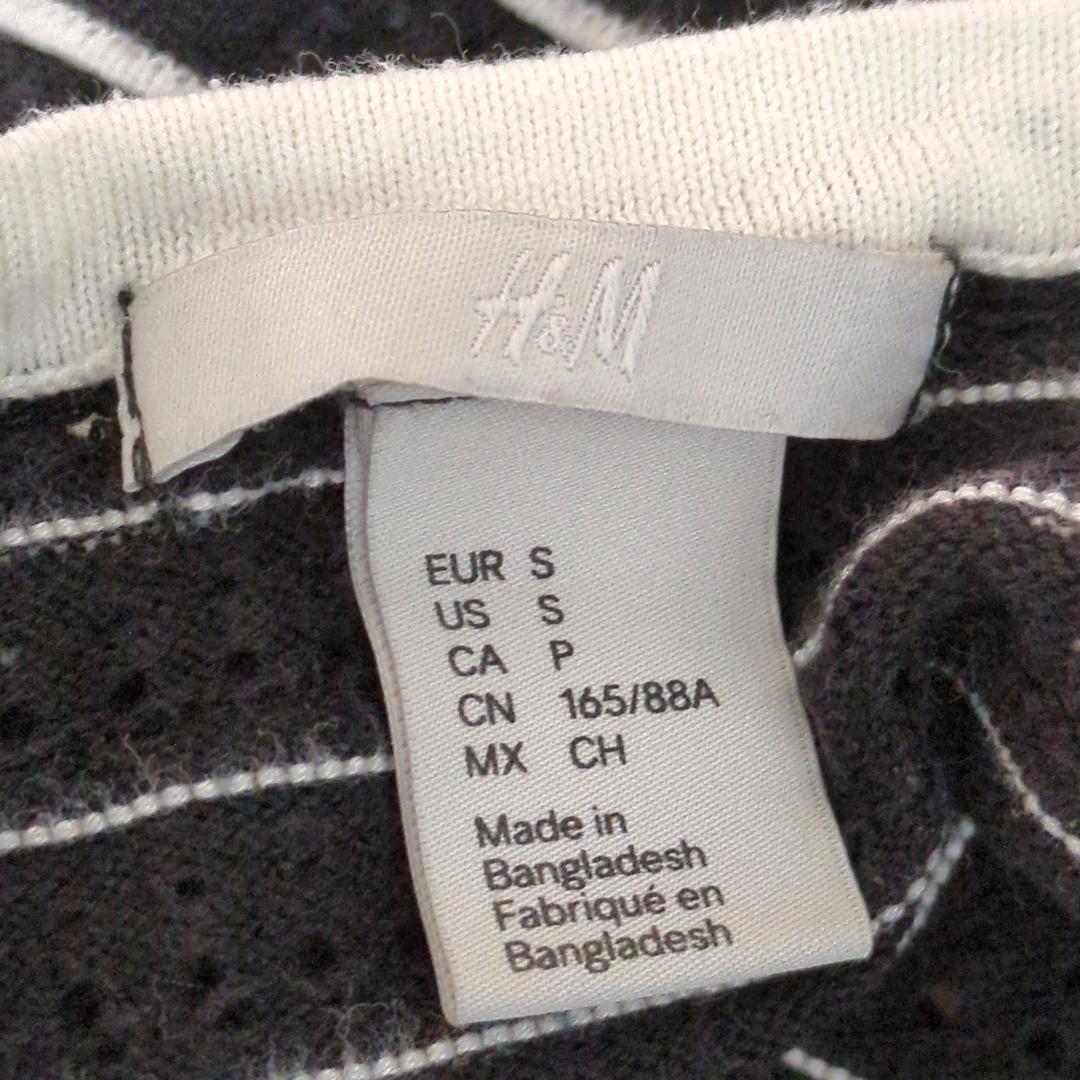 H&M
EUR S
US S
CA P
CN 165/88A
MX CH
Made in
Bangladesh
Fabriqué en
Bangladesh